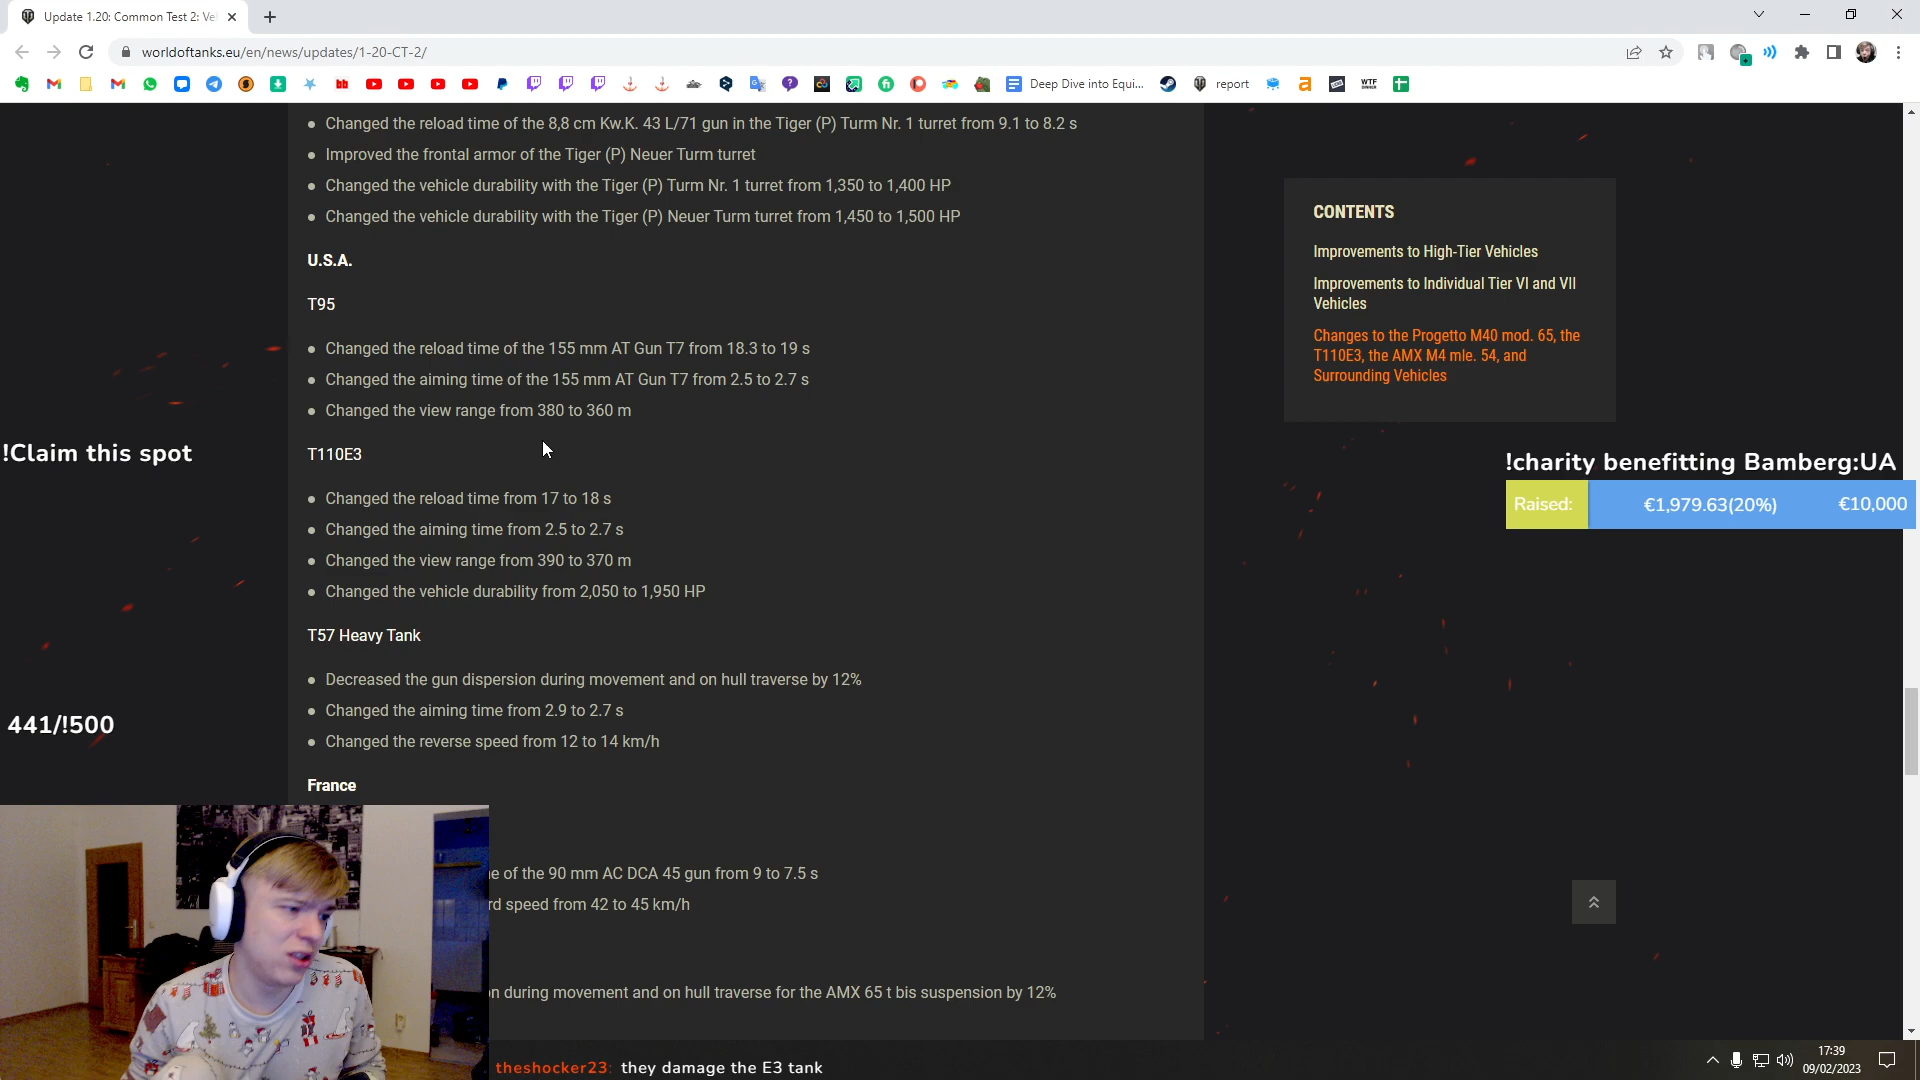 Update 1.20: Common Test 2: Ve
worldoftanks.eu/en/news/updates/1-20-CT-2/
Deep Dive into Equi...
report
WTF
Changed the reload time of the 8,8 cm Kw.K. 43 L/71 gun in the Tiger (P) Turm Nr. 1 turret from 9.1 to 8.2 s
Improved the frontal armor of the Tiger (P) Neuer Turm turret
Changed the vehicle durability with the Tiger (P) Turm Nr. 1 turret from 1,350 to 1,400 HP
Changed the vehicle durability with the Tiger (P) Neuer Turm turret from 1,450 to 1,500 HP
U.S.A.
T95
Changed the reload time of the 155 mm AT Gun T7 from 18.3 to 19 s
Changed the aiming time of the 155 mm AT Gun T7 from 2.5 to 2.7 s
Changed the view range from 380 to 360 m
T110E3
Changed the reload time from 17 to 18 s
Changed the aiming time from 2.5 to 2.7 s
Changed the view range from 390 to 370 m
Changed the vehicle durability from 2,050 to 1,950 HP
T57 Heavy Tank
Decreased the gun dispersion during movement and on hull traverse by 12%
Changed the aiming time from 2.9 to 2.7 s
Changed the reverse speed from 12 to 14 km/h
France
e of the 90 mm AC DCA 45 gun from 9 to 7.5 s
rd speed from 42 to 45 km/h
n during movement and on hull traverse for the AMX 65 t bis suspension by 12%
CONTENTS
Improvements to High-Tier Vehicles
Improvements to Individual Tier VI and VII
Vehicles
Changes to the Progetto M40 mod. 65, the
T110E3, the AMX M4 mle. 54, and
Surrounding Vehicles
!Claim this spot
441/!500
!charity benefitting Bamberg:UA
Raised: €1,979.63(20%) €10,000
theshocker23: they damage the E3 tank
17:39
09/02/2023